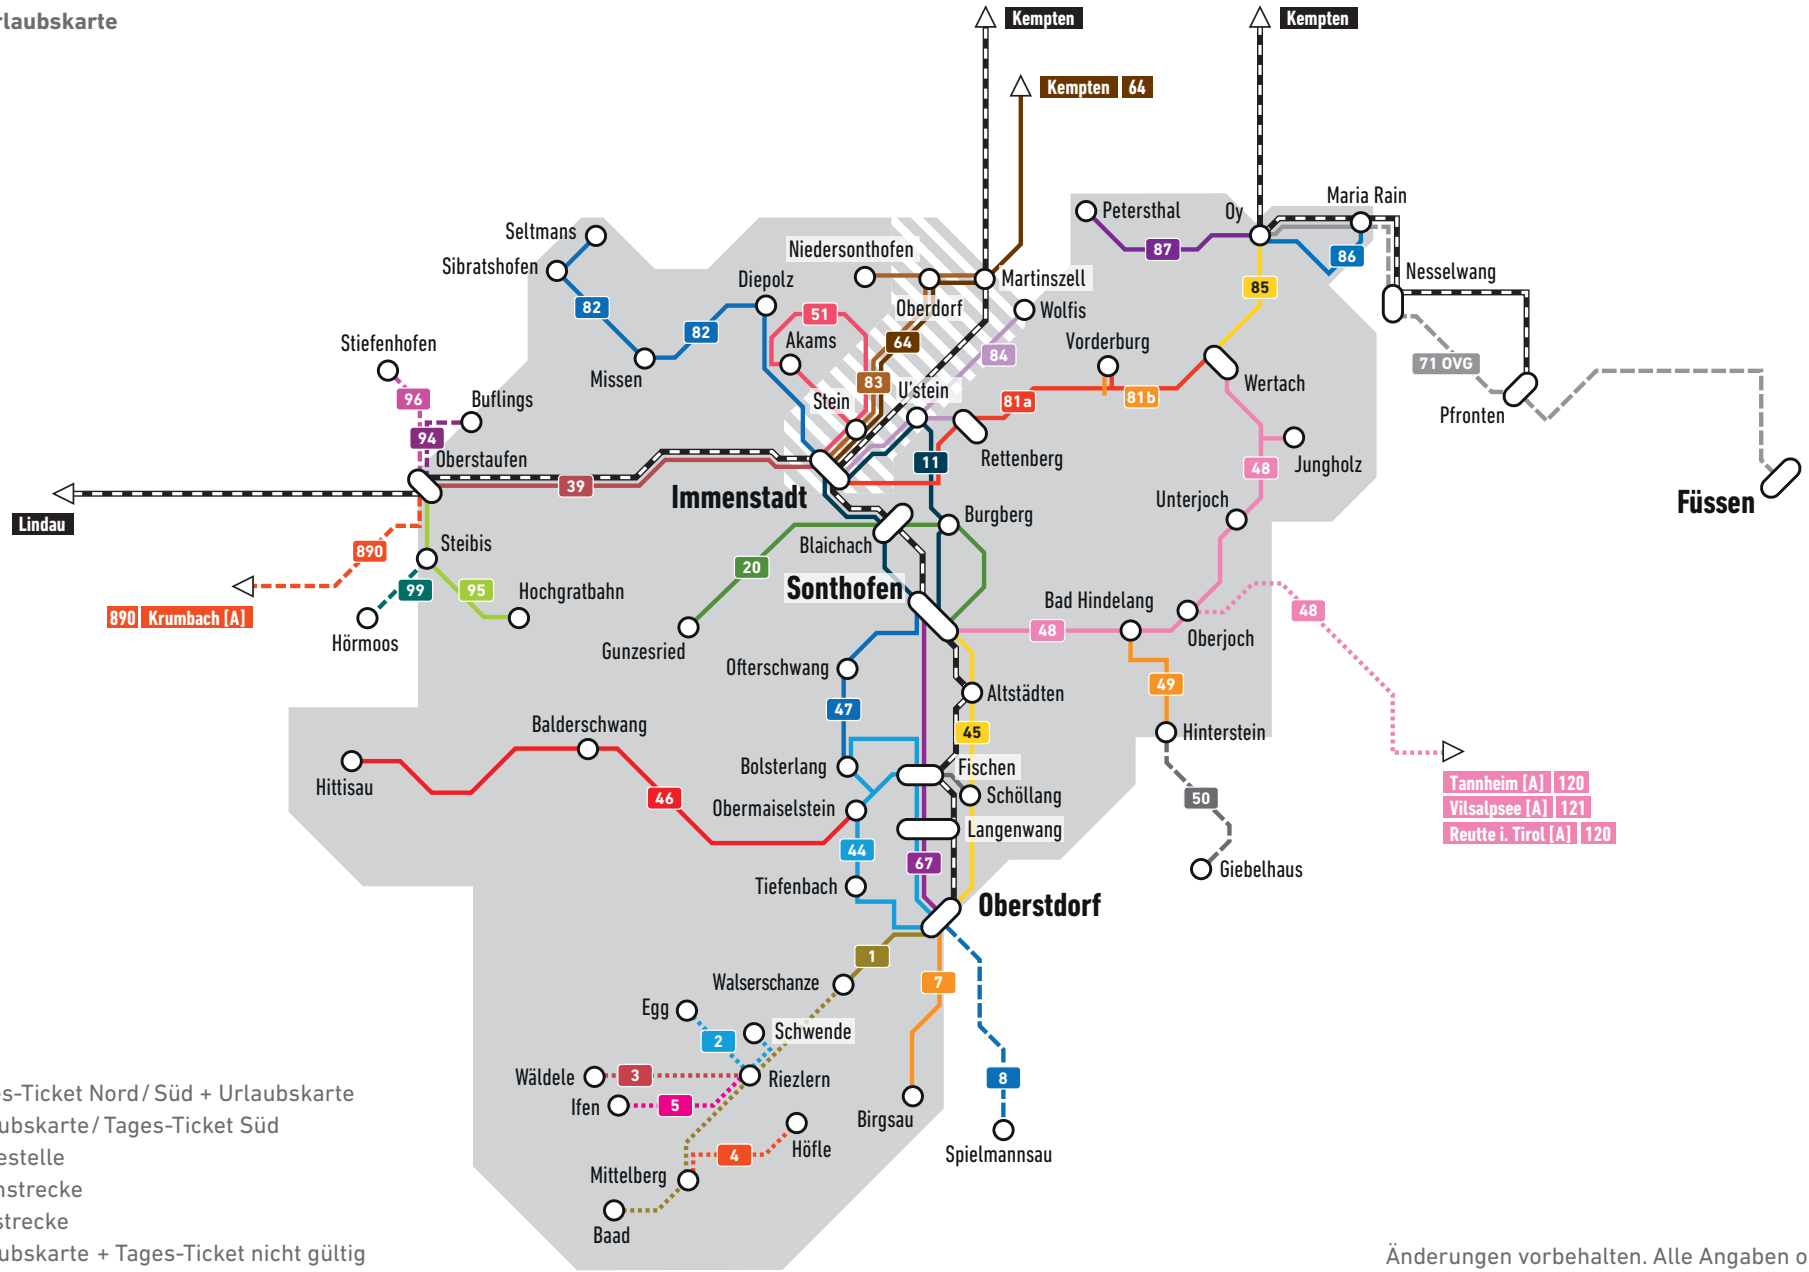 rlaubskarte
Kempten
Kempten
Kempten 64
Maria Rain
Petersthal
Oy
Seltmans
87
86
Niedersonthofen
Sibratshofen
Diepolz
Martinszell
Nesselwang
85
82
51
Oberdorf
Wolfis
82
Akams
64
Vorderburg
Stiefenhofen
84
71 OVG
Missen
83
U'stein
Wertach
96
Buflings
Stein
81a
81b
Pfronten
94
Oberstaufen
11
Rettenberg
48
Jungholz
39
Immenstadt
Unterjoch
Füssen
Lindau
Burgberg
890
Steibis
Blaichach
20
99
95
Hochgratbahn
Sonthofen
Bad Hindelang
48
890 Krumbach [A]
Hörmoos
Gunzesried
48
Oberjoch
Ofterschwang
49
Altstädten
47
Balderschwang
45
Hinterstein
Bolsterlang
Fischen
Hittisau
46
Obermaiselstein
Schöllang
50
Tannheim [A] 120
Vilsalpsee [A] 121
Reutte i. Tirol [A] 120
Langenwang
44
67
Giebelhaus
Tiefenbach
Oberstdorf
1
Walserschanze
7
Egg
Schwende
2
Wäldele
3
Riezlern
8
Ifen
5
Birgsau
Höfle
4
Spielmannsau
Mittelberg
Baad
es-Ticket Nord / Süd + Urlaubskarte
ubskarte / Tages-Ticket Süd
estelle
nstrecke
strecke
ubskarte + Tages-Ticket nicht gültig
Änderungen vorbehalten. Alle Angaben o